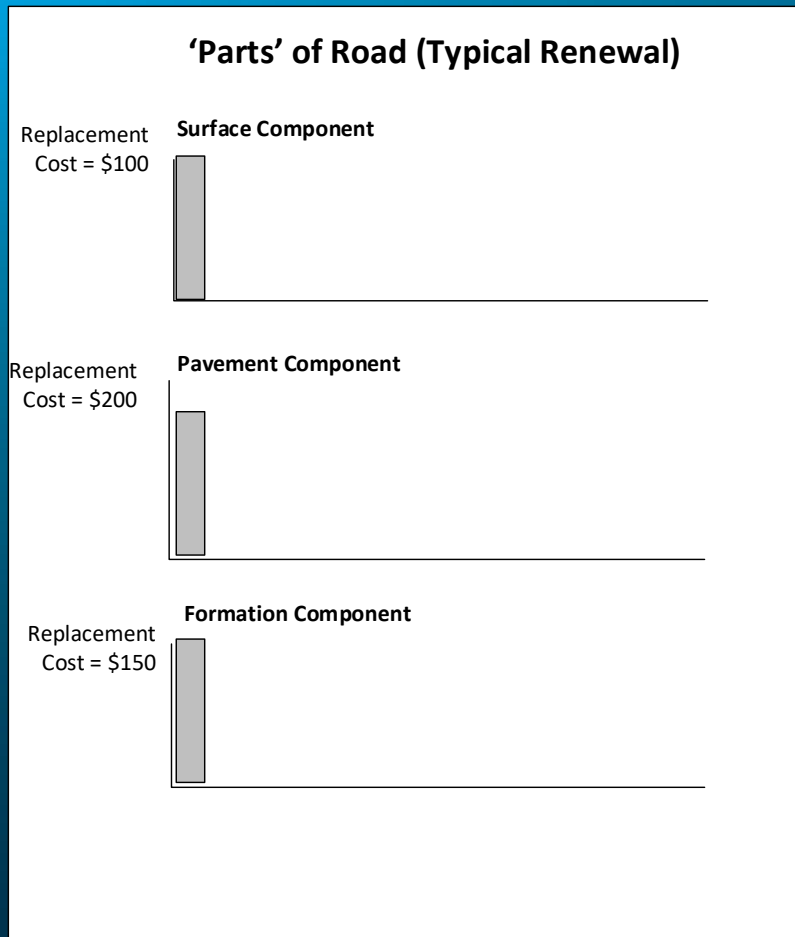 ‘Parts’ of Road (Typical Renewal)
Replacement
Cost = $100
Surface Component
Replacement
Cost = $200
Pavement Component
Replacement
Cost = $150
Formation Component